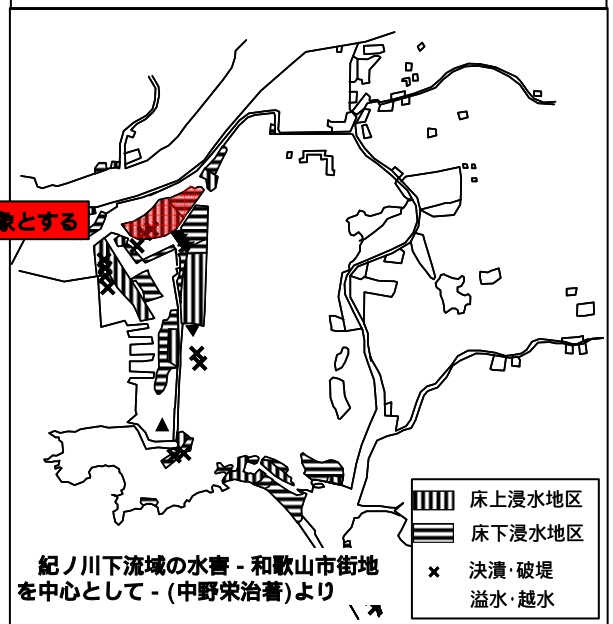 象とする
床上浸水地区
床下浸水地区
決潰・破堤
溢水・越水
紀ノ川下流域の水害 - 和歌山市街地
を中心として - (中野栄治著)より